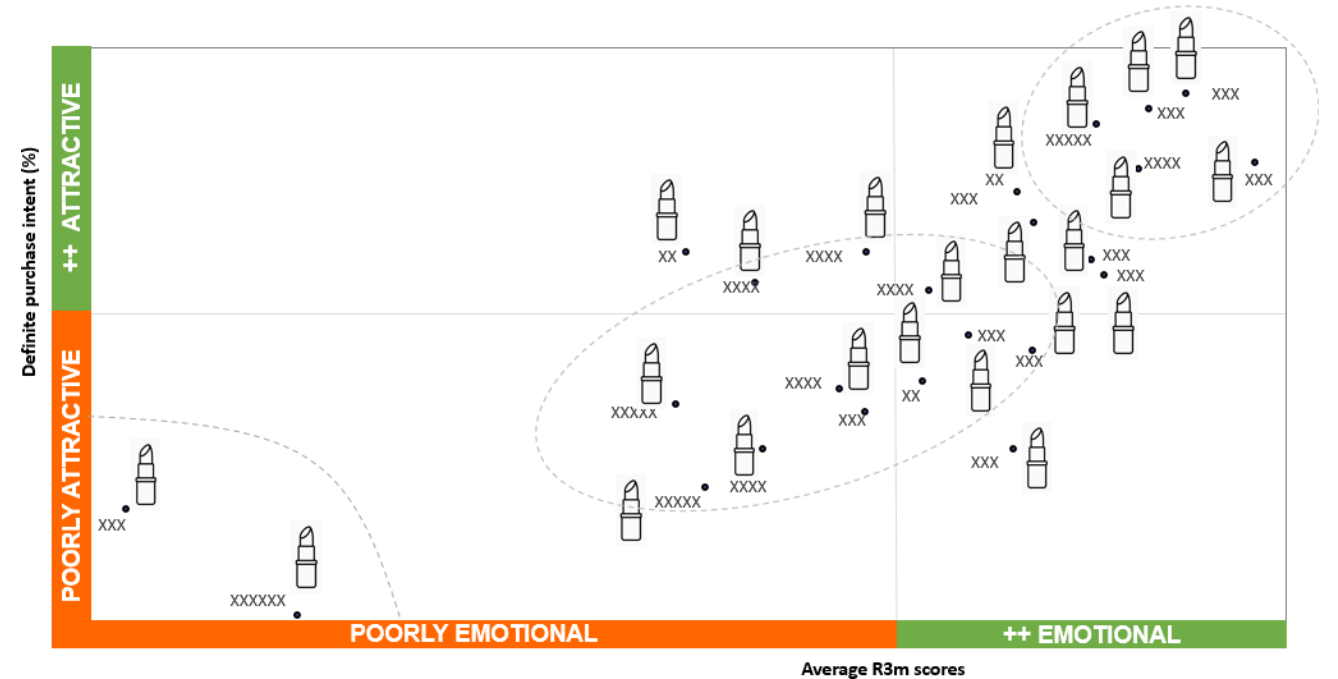 Definite purchase intent (%)
++ ATTRACTIVE
POORLY ATTRACTIVE
XXX
XXX
XXXXX
XXXX
XX
XXX
XXX
XXX
XX
XXXX
XXX
XXXX
XXXX
XXX
XXX
XXXX
XX
XXXXX
XXX
XXX
XXXX
XXXXX
XXX
XXXXXX
POORLY EMOTIONAL
++ EMOTIONAL
Average R3m scores